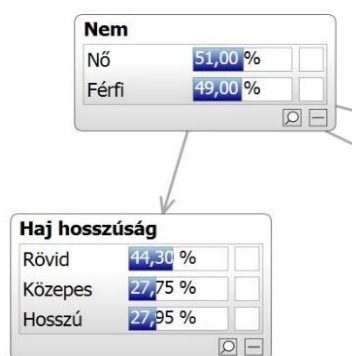 Nem
Nő 51,00 %
Férfi 49,00 %
Haj hosszúság
Rövid 44,30 %
Közepes 27,75 %
Hosszú 27,95 %